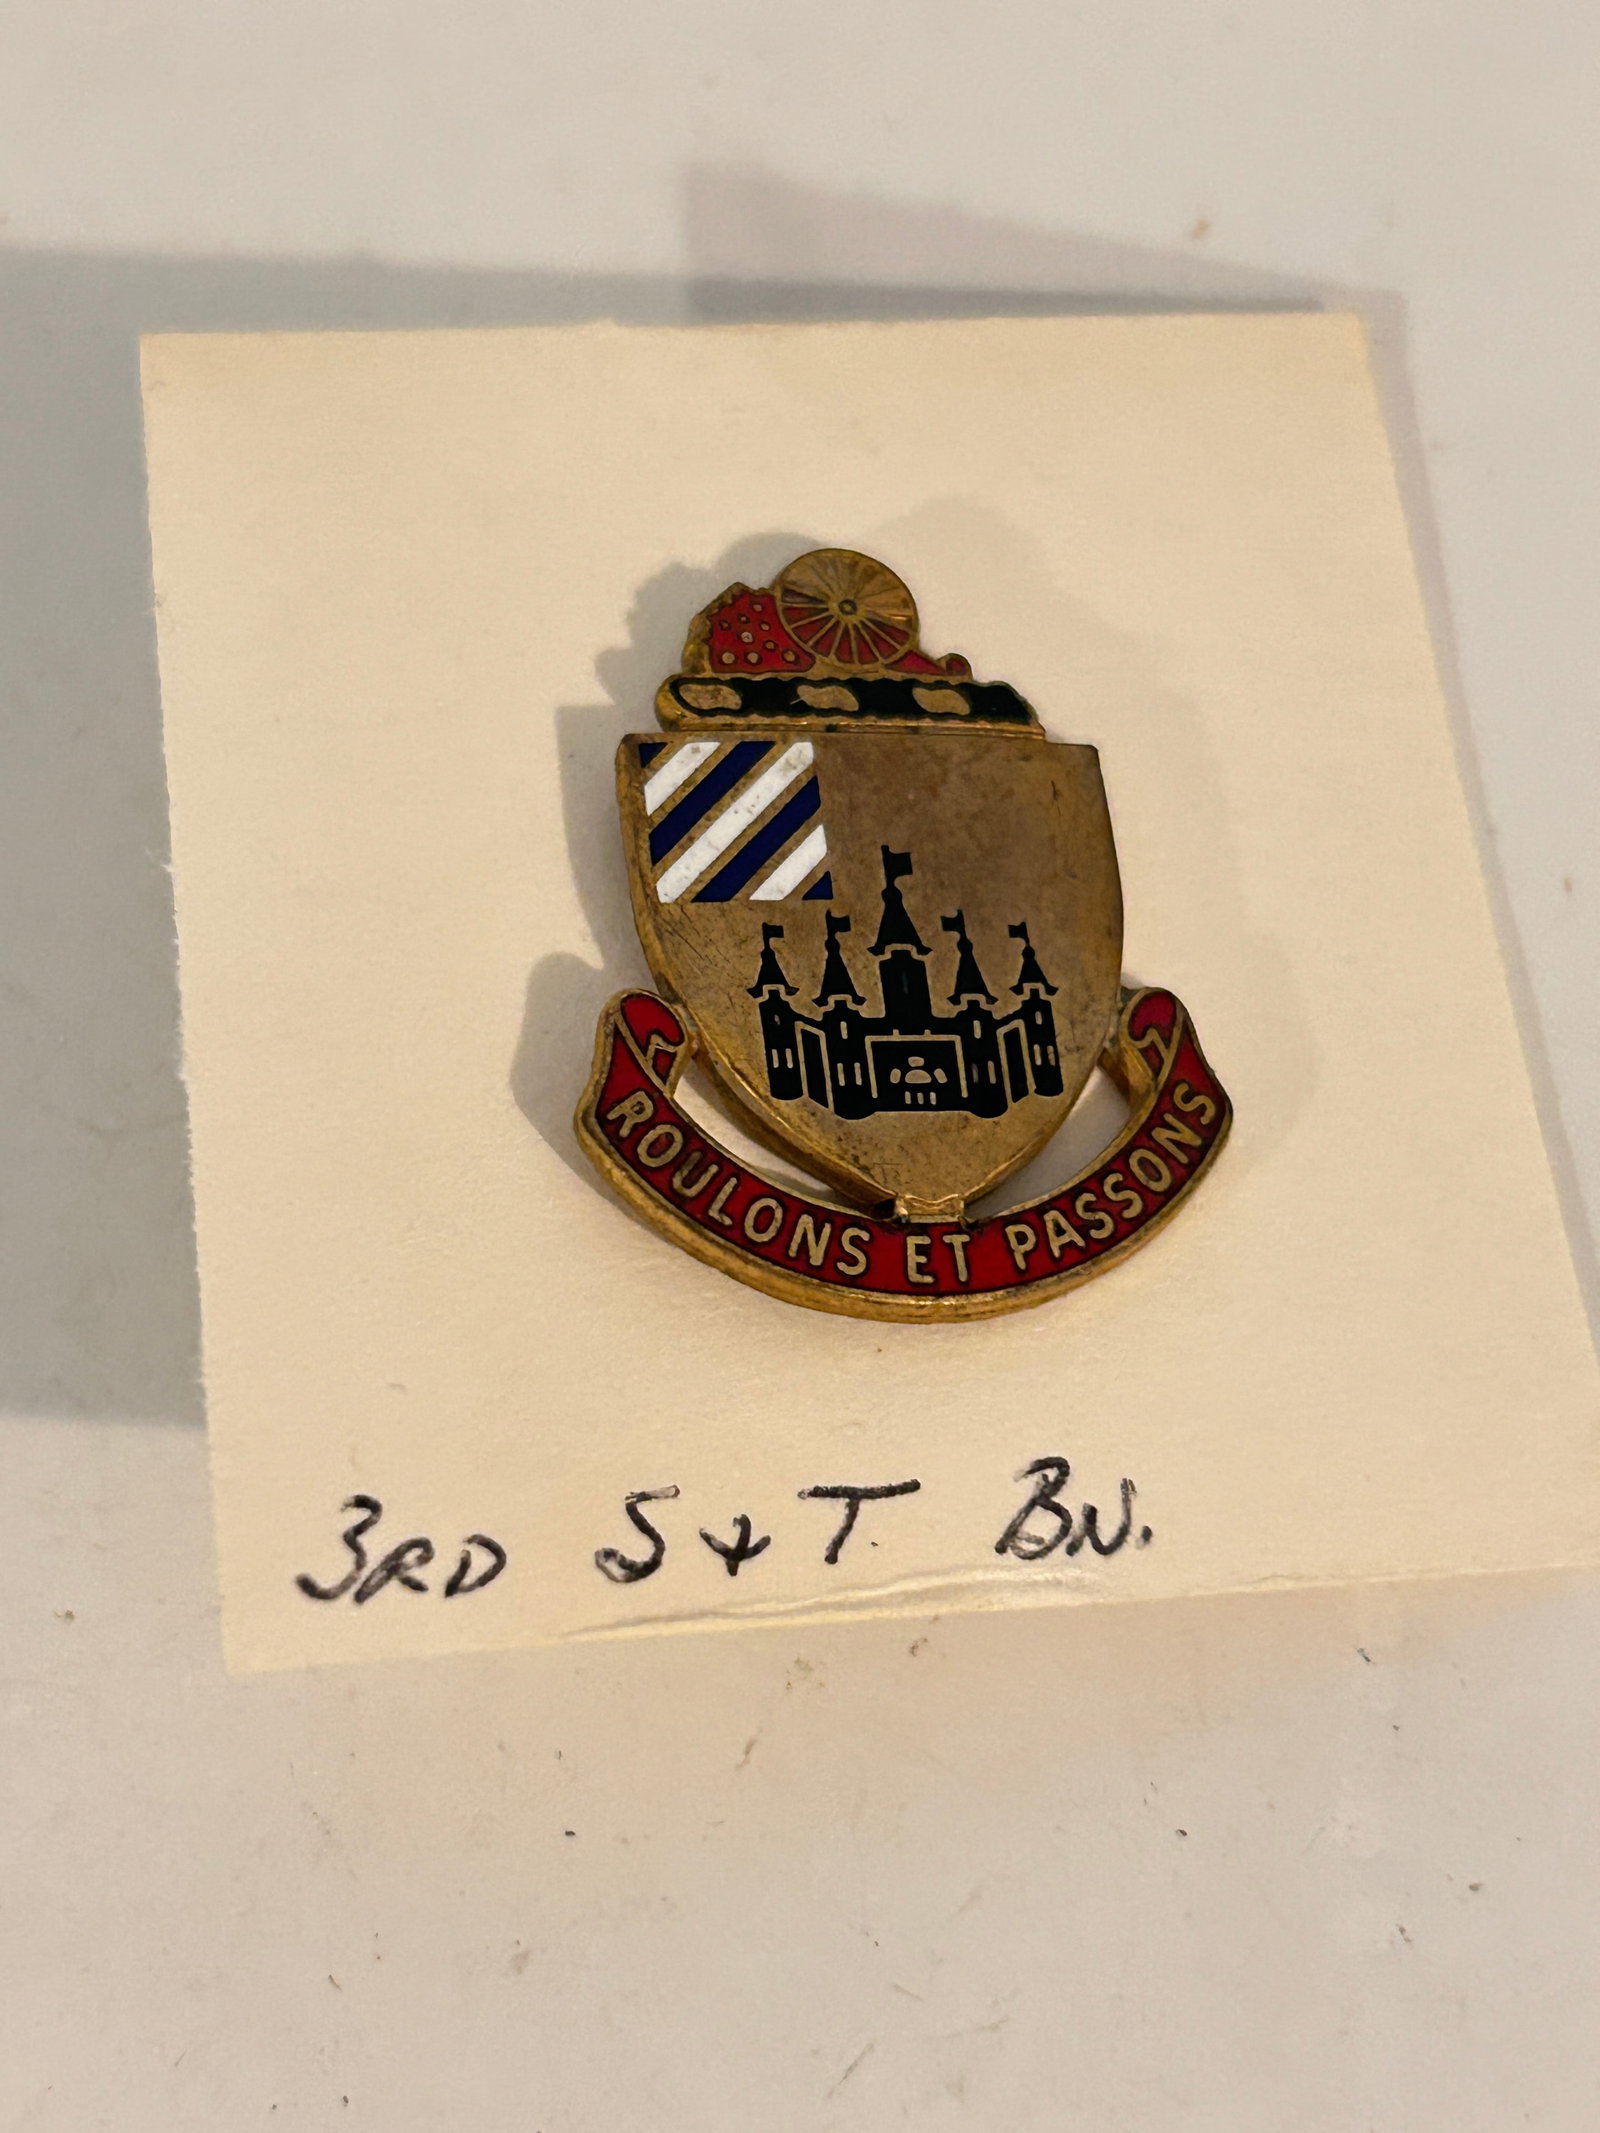 ROULONS ET PASSONS
3RD S & T. BN.